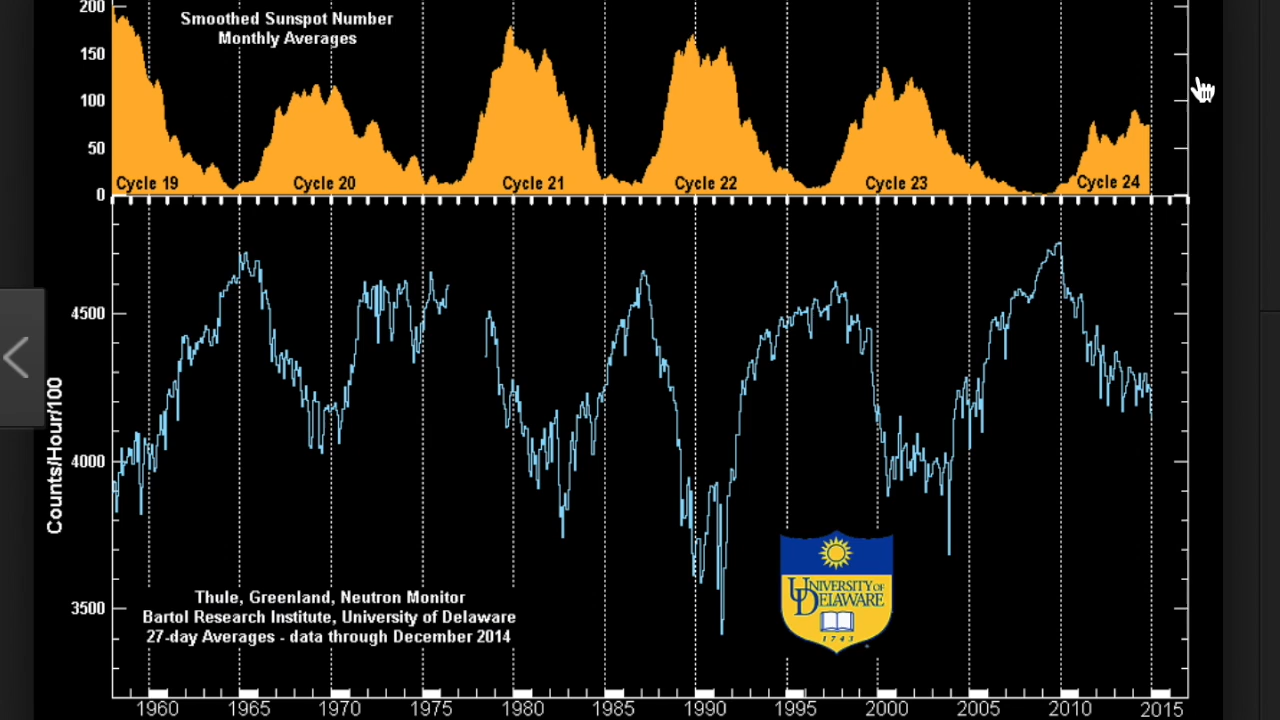 200
Smoothed Sunspot Number
Monthly Averages
150
100
50
0
Cycle 19 Cycle 20 Cycle 21 Cycle 22 Cycle 23 Cycle 24
4500
4000
3500
Counts/Hour/100
Thule, Greenland, Neutron Monitor
Bartol Research Institute, University of Delaware
27-day Averages - data through December 2014
UNIVERSITY OF
DELAWARE
1743
1960 1965 1970 1975 1980 1985 1990 1995 2000 2005 2010 2015